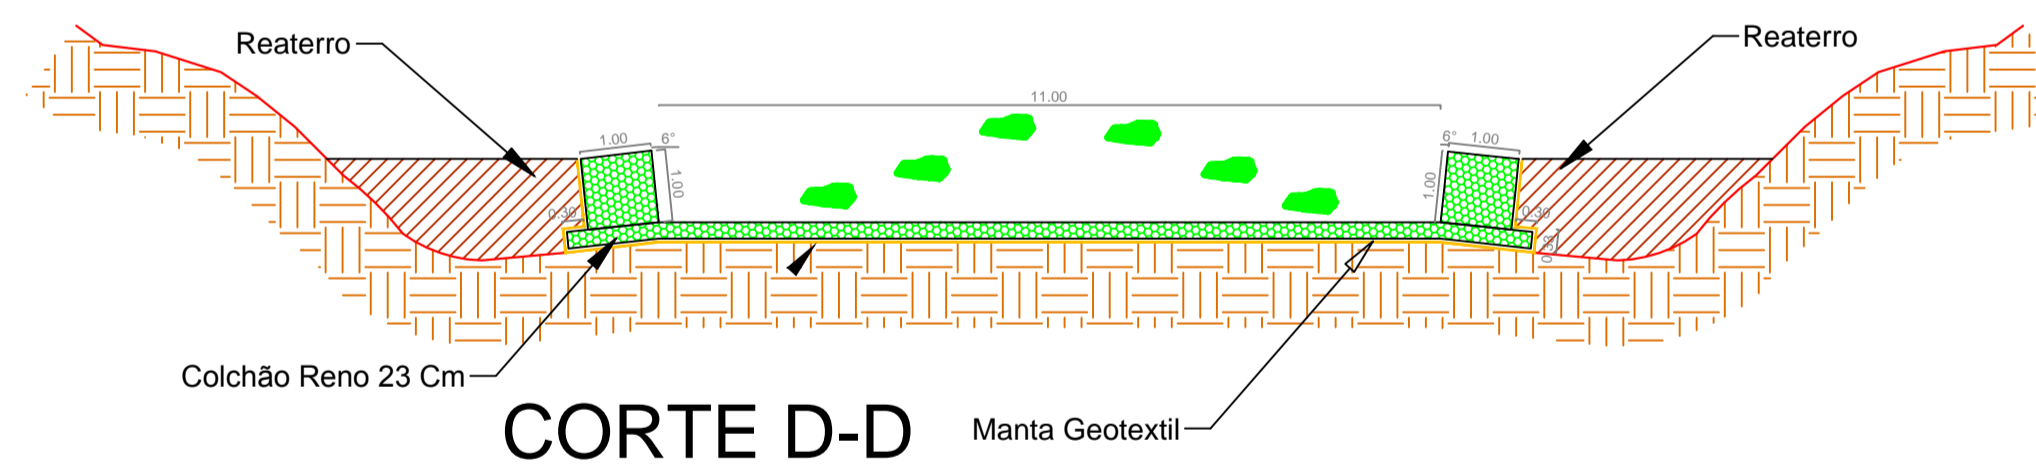 Reaterro
Reaterro
11.00
1.00
6°
6°
1.00
1.00
1.00
0.30
0.30
Colchão Reno 23 Cm
CORTE D-D
Manta Geotextil